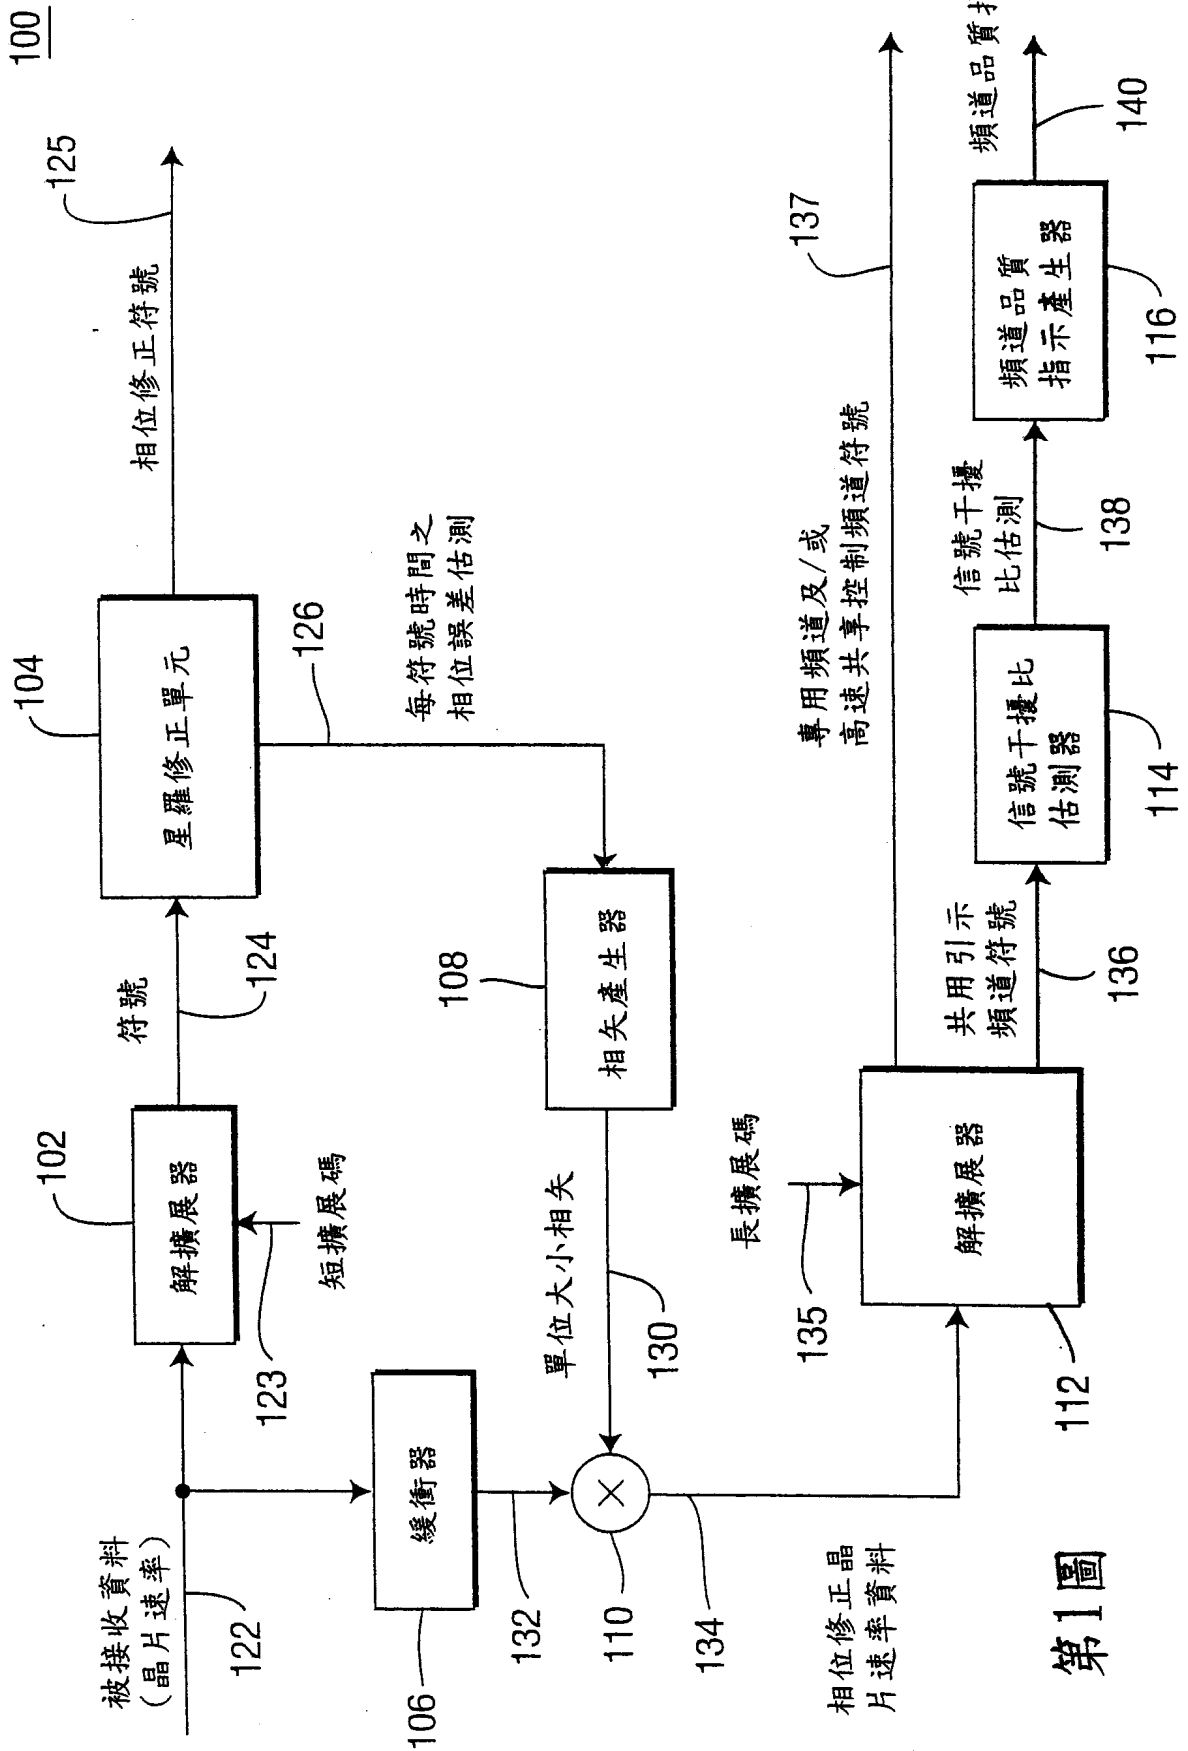 100
被接收資料
(晶片速率)
122
解擴展器
102
123
短擴展碼
符號
124
星羅修正單元
104
相位修正符號
125
126
每符號時間之
相位誤差估測
緩衝器
106
132
110
單位大小相矢
130
相矢產生器
108
134
相位修正晶
片速率資料
長擴展碼
135
解擴展器
112
專用頻道及/或
高速共享控制頻道符號
137
共用引示
頻道符號
136
信號干擾比
估測器
114
信號干擾
比估測
138
頻道品質
指示產生器
116
頻道品質
140
第1圖